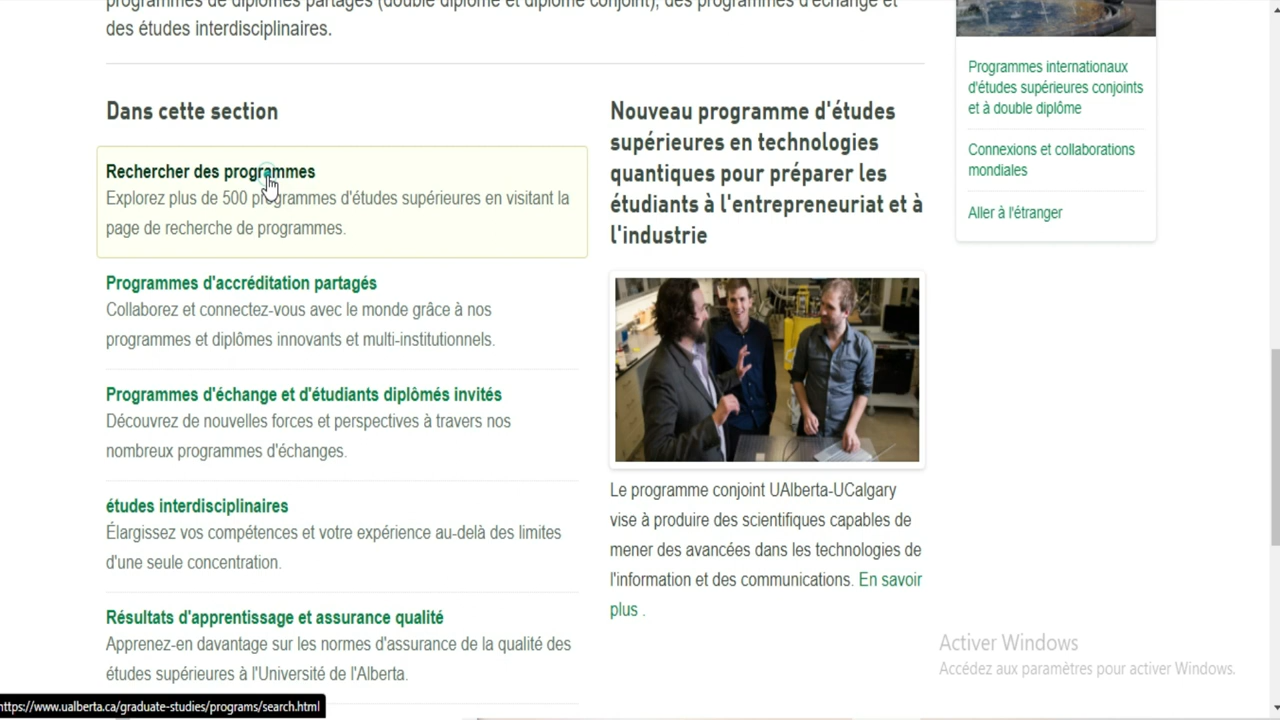 programmes de diplômes partagés (double diplôme et diplôme conjoint), des programmes d'échange et
des études interdisciplinaires.
Dans cette section
Rechercher des programmes
Explorez plus de 500 programmes d'études supérieures en visitant la
page de recherche de programmes.
Programmes d'accréditation partagés
Collaborez et connectez-vous avec le monde grâce à nos
programmes et diplômes innovants et multi-institutionnels.
Programmes d'échange et d'étudiants diplômés invités
Découvrez de nouvelles forces et perspectives à travers nos
nombreux programmes d'échanges.
études interdisciplinaires
Élargissez vos compétences et votre expérience au-delà des limites
d'une seule concentration.
Résultats d'apprentissage et assurance qualité
Apprenez-en davantage sur les normes d'assurance de la qualité des
études supérieures à l'Université de l'Alberta.
Nouveau programme d'études
supérieures en technologies
quantiques pour préparer les
étudiants à l'entrepreneuriat et à
l'industrie
Le programme conjoint UAlberta-UCalgary
vise à produire des scientifiques capables de
mener des avancées dans les technologies de
l'information et des communications. En savoir
plus .
Programmes internationaux
d'études supérieures conjoints
et à double diplôme
Connexions et collaborations
mondiales
Aller à l'étranger
Activer Windows
Accédez aux paramètres pour activer Windows.
https://www.ualberta.ca/graduate-studies/programs/search.html